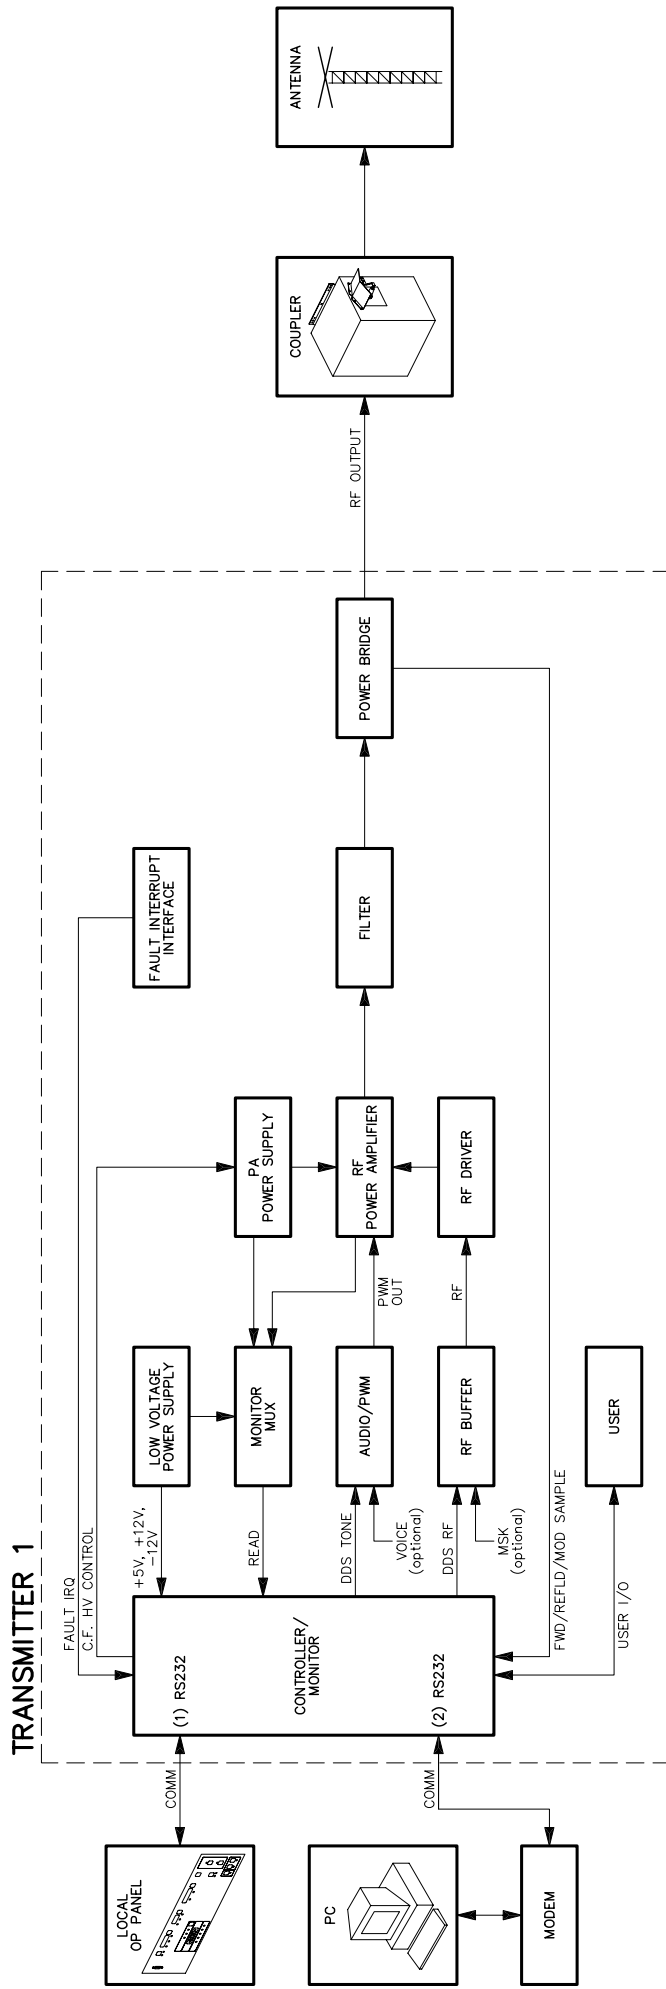 TRANSMITTER 1
LOCAL
OP PANEL
COMM
PC
MODEM
COMM
FAULT IRQ
C.F. HV CONTROL
(1) RS232
CONTROLLER/
MONITOR
(2) RS232
+5V, +12V,
-12V
READ
DDS TONE
VOICE
(optional)
DDS RF
MSK
(optional)
FWD/REFLD/MOD SAMPLE
USER I/O
LOW VOLTAGE
POWER SUPPLY
MONITOR
MUX
AUDIO/PWM
RF BUFFER
USER
PWM
OUT
RF
PA
POWER SUPPLY
RF
POWER AMPLIFIER
RF DRIVER
FAULT INTERRUPT
INTERFACE
FILTER
POWER BRIDGE
RF OUTPUT
COUPLER
ANTENNA